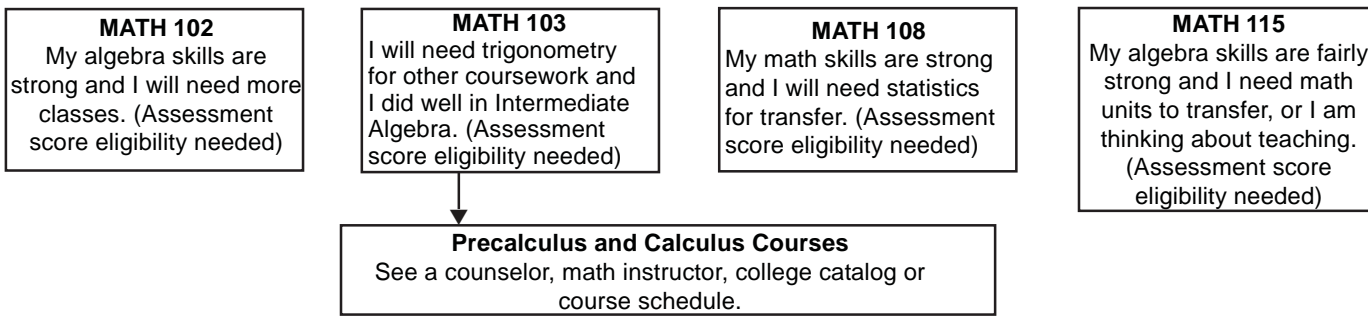 MATH 102
My algebra skills are
strong and I will need more
classes. (Assessment
score eligibility needed)
MATH 103
I will need trigonometry
for other coursework and
I did well in Intermediate
Algebra. (Assessment
score eligibility needed)
MATH 108
My math skills are strong
and I will need statistics
for transfer. (Assessment
score eligibility needed)
MATH 115
My algebra skills are fairly
strong and I need math
units to transfer, or I am
thinking about teaching.
(Assessment score
eligibility needed)
Precalculus and Calculus Courses
See a counselor, math instructor, college catalog or
course schedule.